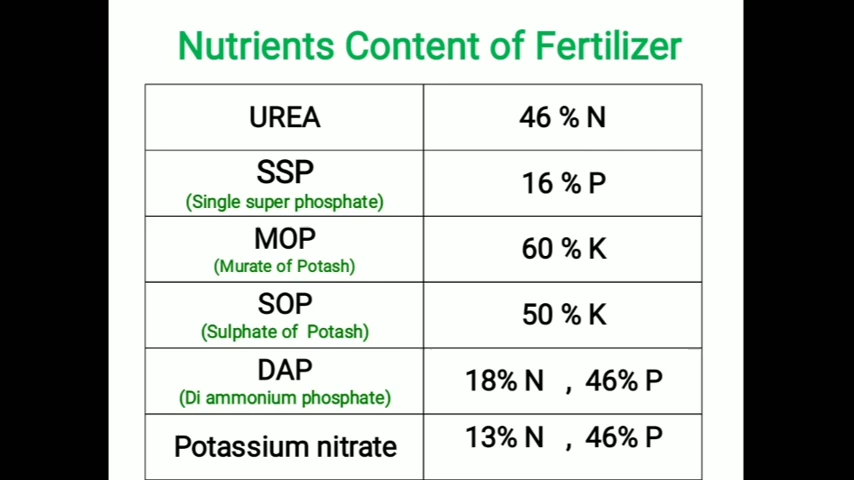 Nutrients Content of Fertilizer
UREA 46 % N
SSP 16 % P
(Single super phosphate)
MOP 60 % K
(Murate of Potash)
SOP 50 % K
(Sulphate of Potash)
DAP 18% N , 46% P
(Di ammonium phosphate)
Potassium nitrate 13% N , 46% P